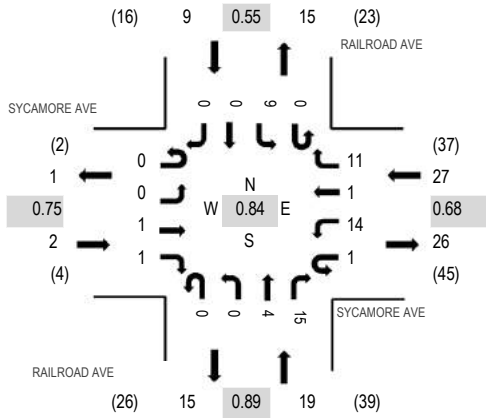 (16) 9 0.55 15 (23)
RAILROAD AVE
SYCAMORE AVE
0 0 9 0
(2) 0 11 (37)
1 0 N 1 27
0.75 W 0.84 E 0.68
2 1 S 14 26
(4) 1 1 (45)
0 0 4 15
SYCAMORE AVE
RAILROAD AVE
(26) 15 0.89 19 (39)